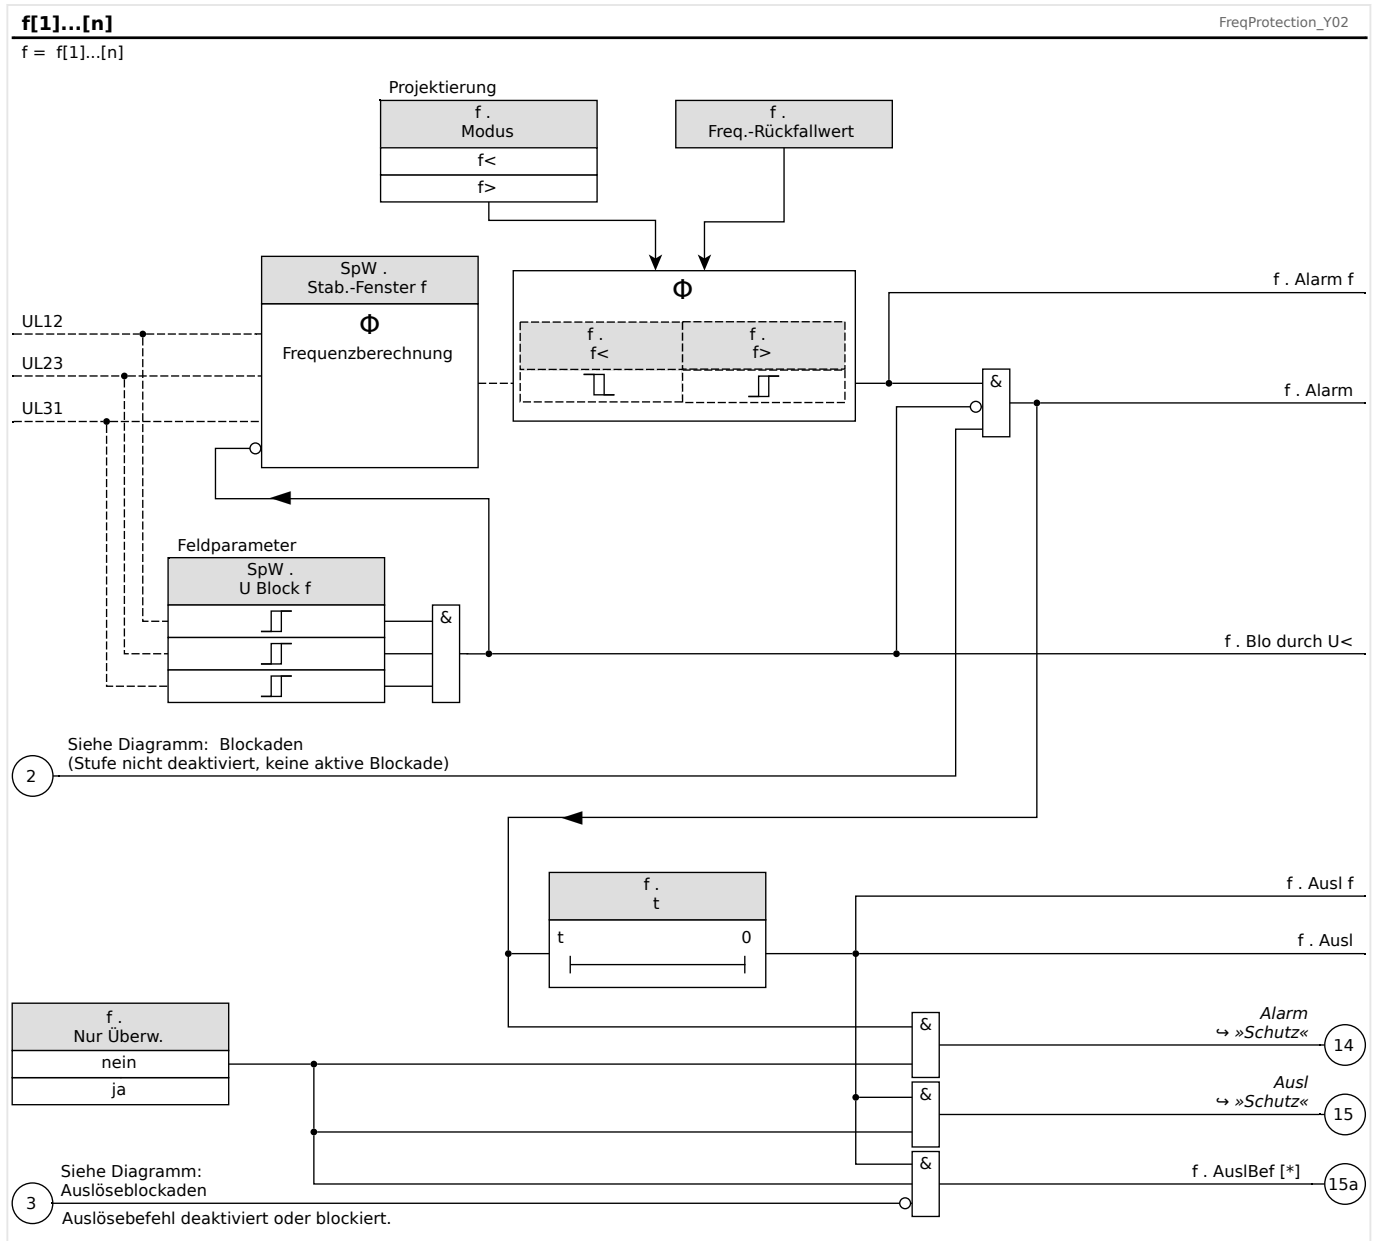 f[1]...[n]
FreqProtection_Y02
f = f[1]...[n]
Projektierung
f .
Modus
f<
f>
f .
Freq.-Rückfallwert
SpW .
Stab.-Fenster f
Φ
Frequenzberechnung
Φ
f .
f<
f .
f>
UL12
UL23
UL31
f . Alarm f
&
f . Alarm
Feldparameter
SpW .
U Block f
&
f . Blo durch U<
Siehe Diagramm: Blockaden
(Stufe nicht deaktiviert, keine aktive Blockade)
2
f .
t
t 0
f . Ausl f
f . Ausl
f .
Nur Überw.
nein
ja
&
Alarm
↪ »Schutz«
14
&
Ausl
↪ »Schutz«
15
&
f . AuslBef [*]
15a
Siehe Diagramm:
Auslöseblockaden
3
Auslösebefehl deaktiviert oder blockiert.